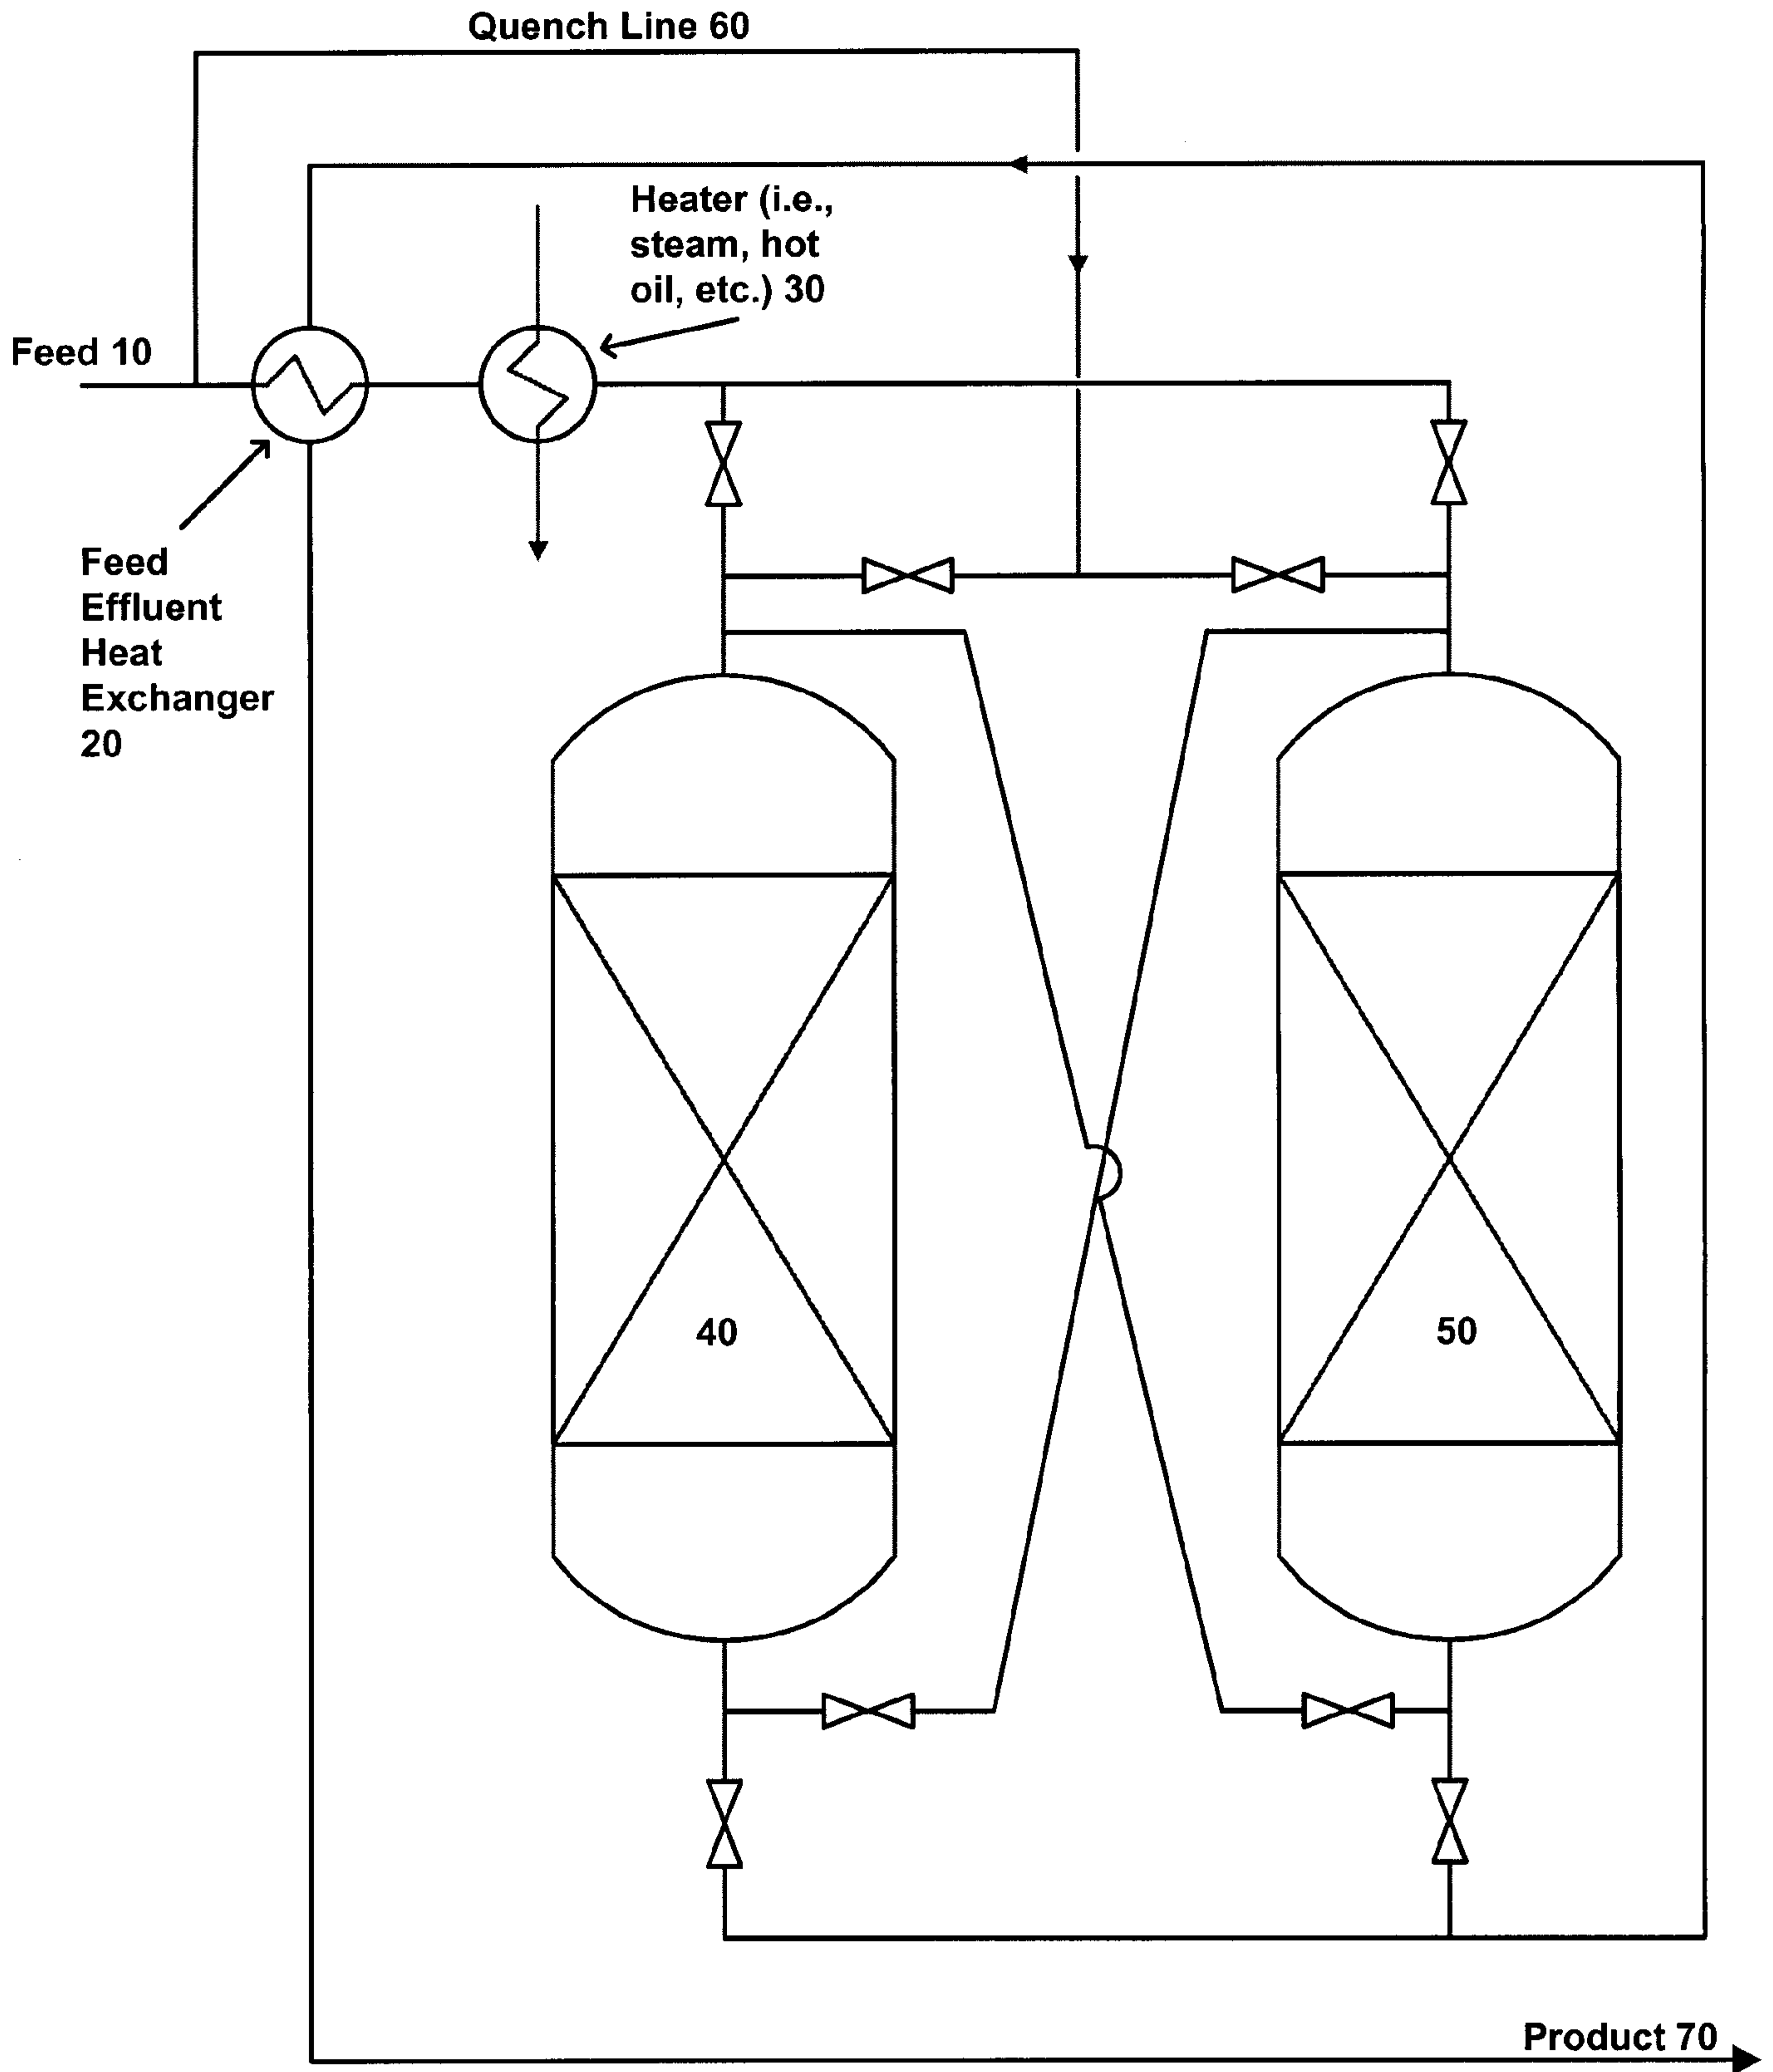 Quench Line 60
Heater (i.e.,
steam, hot
oil, etc.) 30
Feed 10
Feed
Effluent
Heat
Exchanger
20
40
50
Product 70